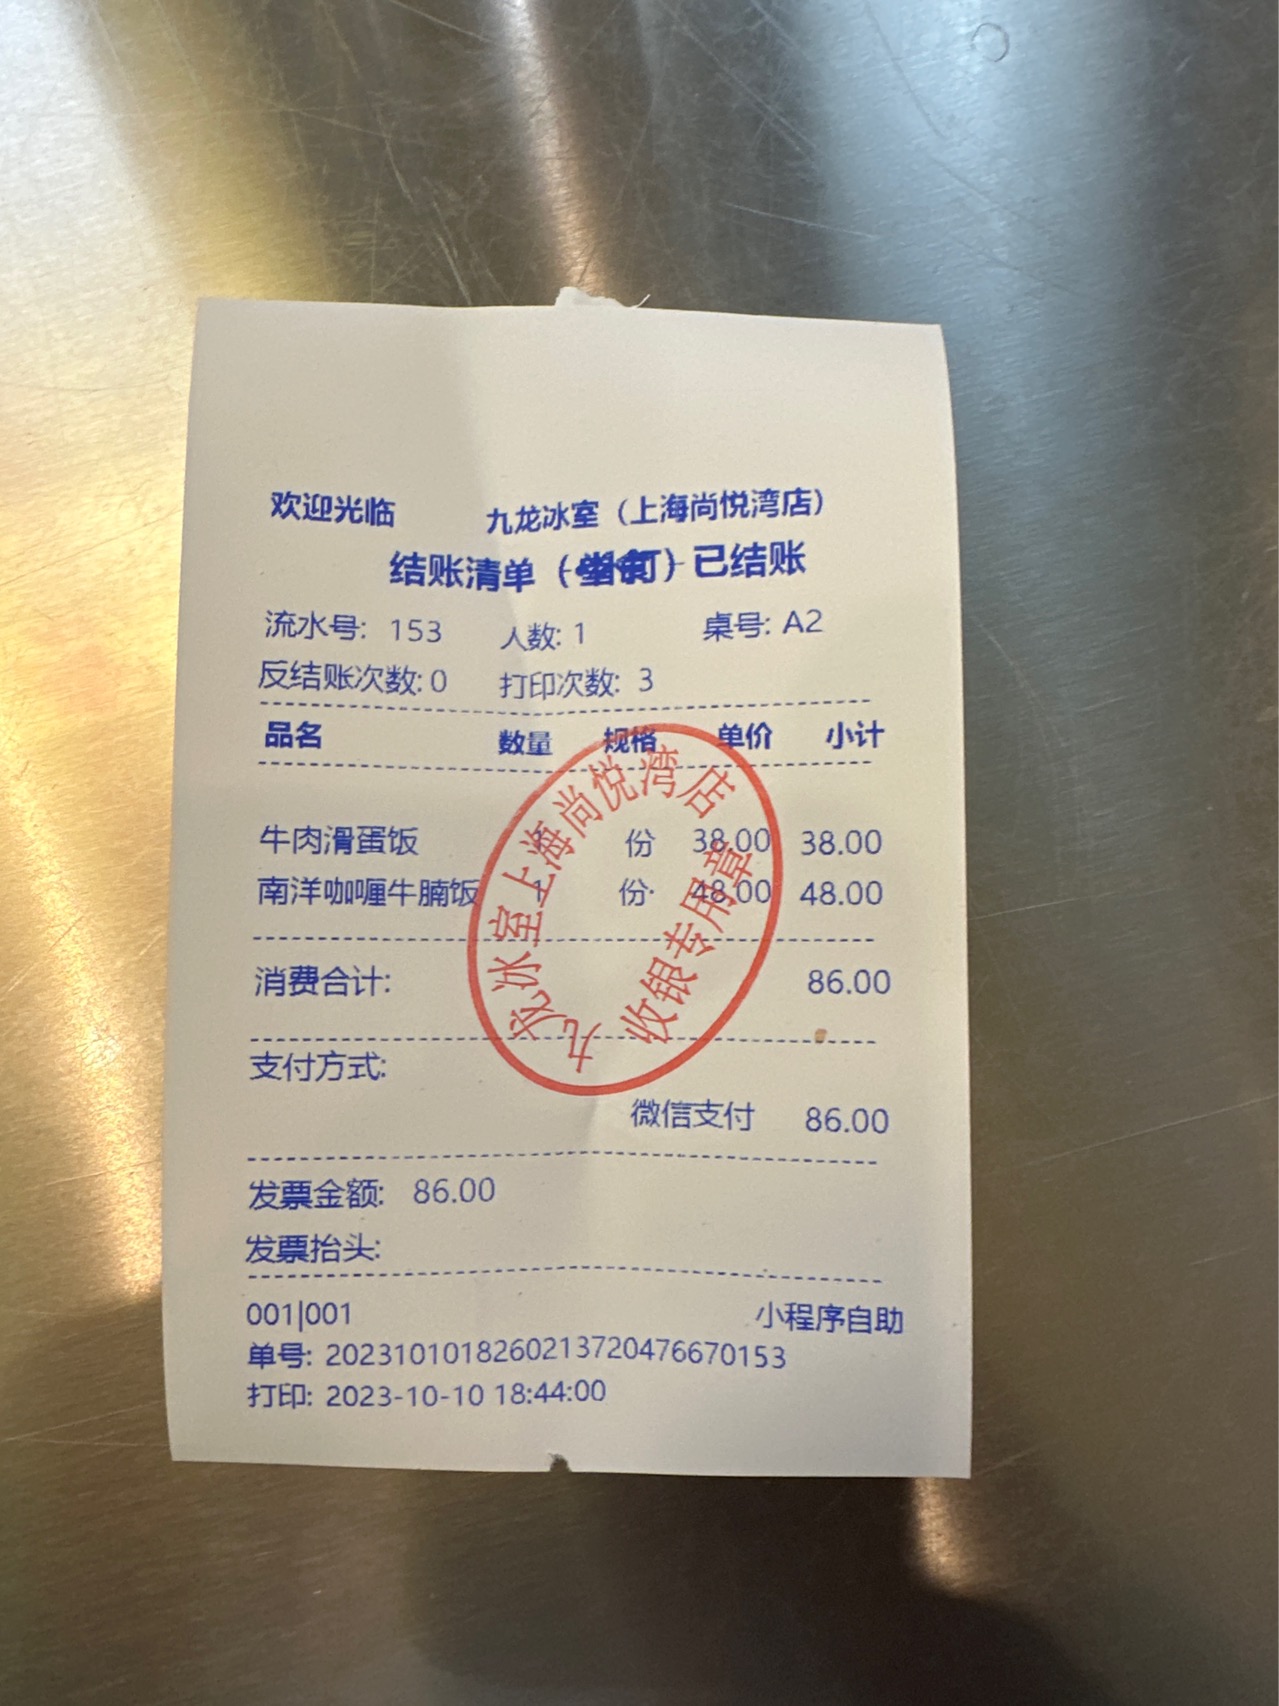 欢迎光临 九龙冰室（上海尚悦湾店）
结账清单（）已结账
流水号: 153 人数: 1 桌号: A2
反结账次数: 0 打印次数: 3
品名 数量 规格 单价 小计
牛肉滑蛋饭 1 份 38.00 38.00
南洋咖喱牛腩饭 1 份 48.00 48.00
消费合计: 86.00
支付方式:
微信支付 86.00
发票金额: 86.00
发票抬头:
001|001 小程序自助
单号: 2023101018260213720476670153
打印: 2023-10-10 18:44:00
九龙冰室上海尚悦湾店
收银专用章